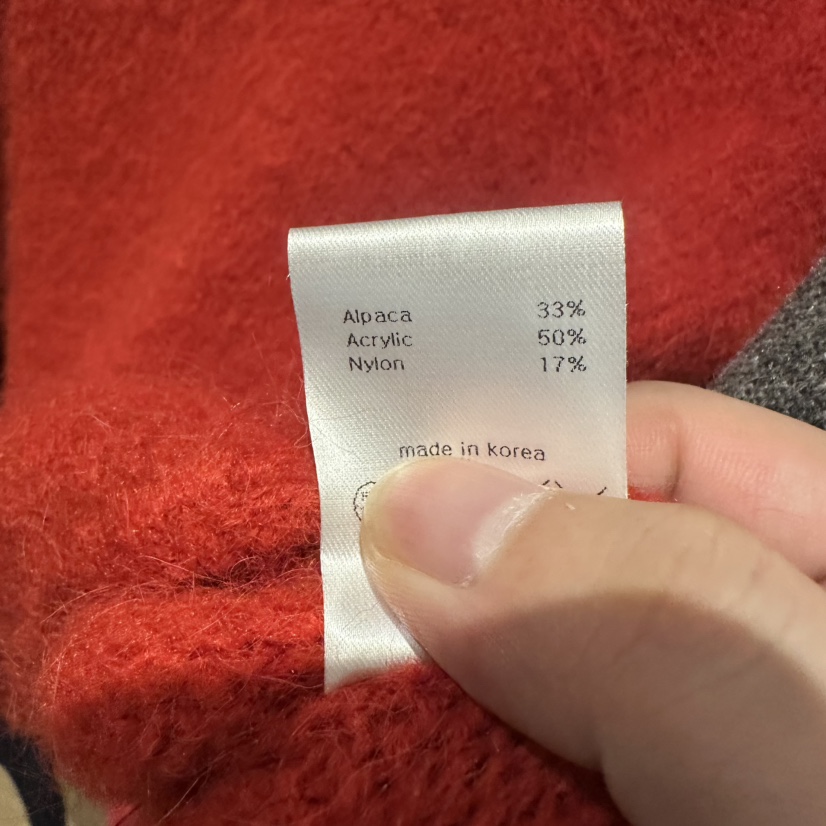 Alpaca 33%
Acrylic 50%
Nylon 17%
made in korea